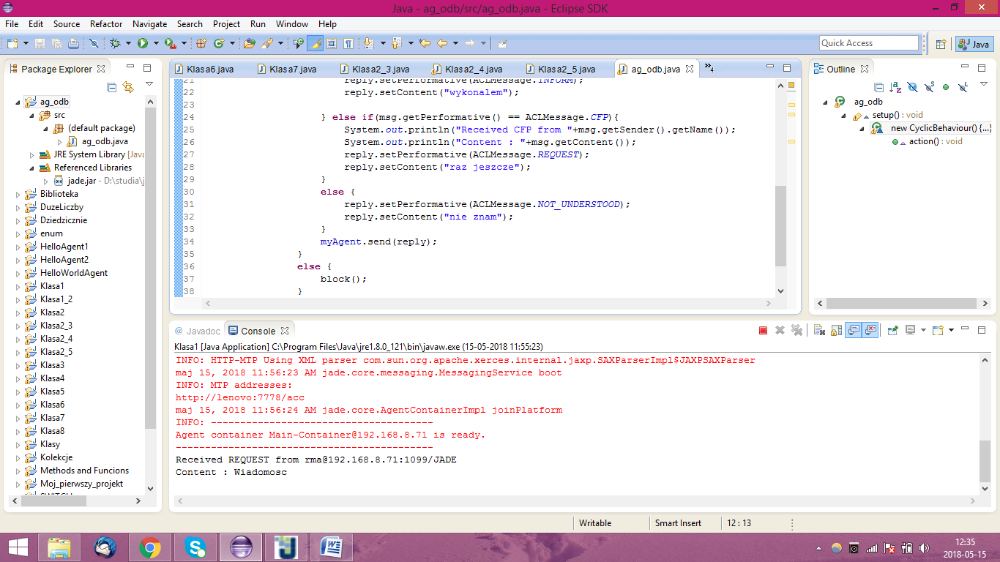 Java - ag_odb/src/ag_odb.java - Eclipse SDK
File Edit Source Refactor Navigate Search Project Run Window Help
Quick Access
Java
Package Explorer
ag_odb
src
(default package)
ag_odb.java
JRE System Library [Java
Referenced Libraries
jade.jar - D:\studia\j
Biblioteka
DuzeLiczby
Dziedzicznie
enum
HelloAgent1
HelloAgent2
HelloWorldAgent
Klasa1
Klasa1_2
Klasa2
Klasa2_3
Klasa2_4
Klasa2_5
Klasa3
Klasa4
Klasa5
Klasa6
Klasa7
Klasa8
Klasy
Kolekcje
Methods and Funcions
Moj_pierwszy_projekt
SWITCH
Klasa6.java Klasa7.java Klasa2_3.java Klasa2_4.java Klasa2_5.java ag_odb.java »4
21 reply.setPerformative(ACLMessage.INFORM);
22 reply.setContent("wykonalem");
23
24 } else if(msg.getPerformative() == ACLMessage.CFP){
25 System.out.println("Received CFP from "+msg.getSender().getName());
26 System.out.println("Content : "+msg.getContent());
27 reply.setPerformative(ACLMessage.REQUEST);
28 reply.setContent("raz jeszcze");
29 }
30 else {
31 reply.setPerformative(ACLMessage.NOT_UNDERSTOOD);
32 reply.setContent("nie znam");
33 }
34 myAgent.send(reply);
35 }
36 else {
37 block();
38 }
Outline
ag_odb
setup() : void
new CyclicBehaviour() {...}
action() : void
@ Javadoc Console
Klasa1 [Java Application] C:\Program Files\Java\jre1.8.0_121\bin\javaw.exe (15-05-2018 11:55:23)
INFO: HTTP-MTP Using XML parser com.sun.org.apache.xerces.internal.jaxp.SAXParserImpl$JAXPSAXParser
maj 15, 2018 11:56:23 AM jade.core.messaging.MessagingService boot
INFO: MTP addresses:
http://lenovo:7778/acc
maj 15, 2018 11:56:24 AM jade.core.AgentContainerImpl joinPlatform
INFO: --------------------------------------
Agent container Main-Container@192.168.8.71 is ready.
--------------------------------------------
Received REQUEST from rma@192.168.8.71:1099/JADE
Content : Wiadomosc
Writable Smart Insert 12 : 13
12:35
2018-05-15